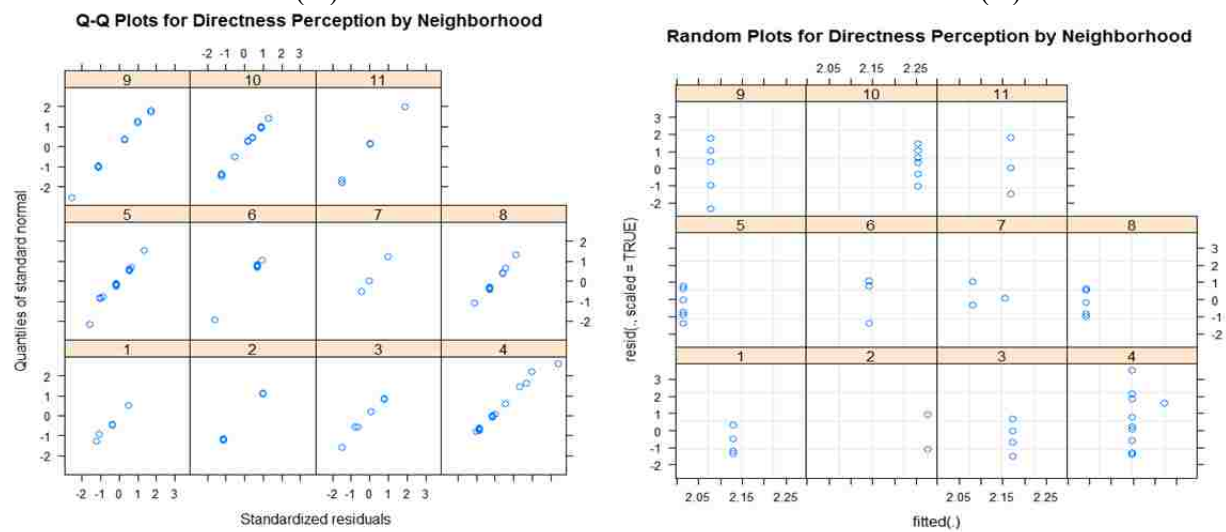 Q-Q Plots for Directness Perception by Neighborhood
-2 -1 0 1 2 3
9 10 11
2
1
0
-1
-2
5 6 7 8
2
1
0
-1
-2
1 2 3 4
2
1
0
-1
-2
-2 -1 0 1 2 3 -2 -1 0 1 2 3
Quantiles of standard normal
Standardized residuals
Random Plots for Directness Perception by Neighborhood
2.05 2.15 2.25
9 10 11
3
2
1
0
-1
-2
5 6 7 8
3
2
1
0
-1
-2
1 2 3 4
3
2
1
0
-1
-2
2.05 2.15 2.25 2.05 2.15 2.25
resid(., scaled = TRUE)
fitted(.)